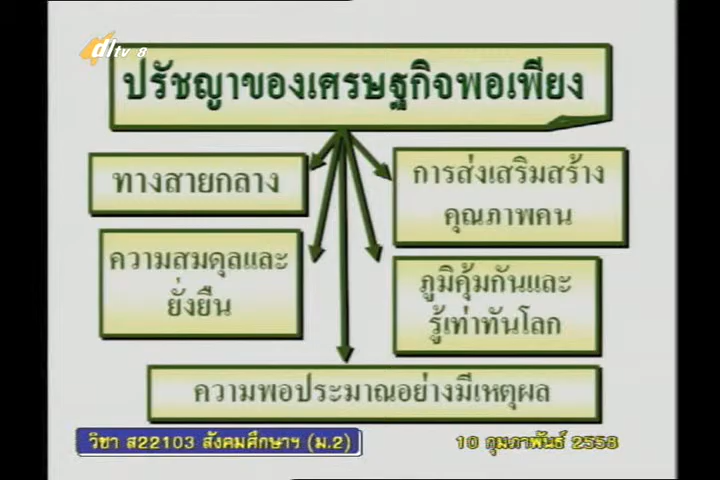 dltv 8
ปรัชญาของเศรษฐกิจพอเพียง
ทางสายกลาง
การส่งเสริมสร้าง
คุณภาพคน
ความสมดุลและ
ยั่งยืน
ภูมิคุ้มกันและ
รู้เท่าทันโลก
ความพอประมาณอย่างมีเหตุผล
วิชา ส22103 สังคมศึกษาฯ (ม.2)
10 กุมภาพันธ์ 2558